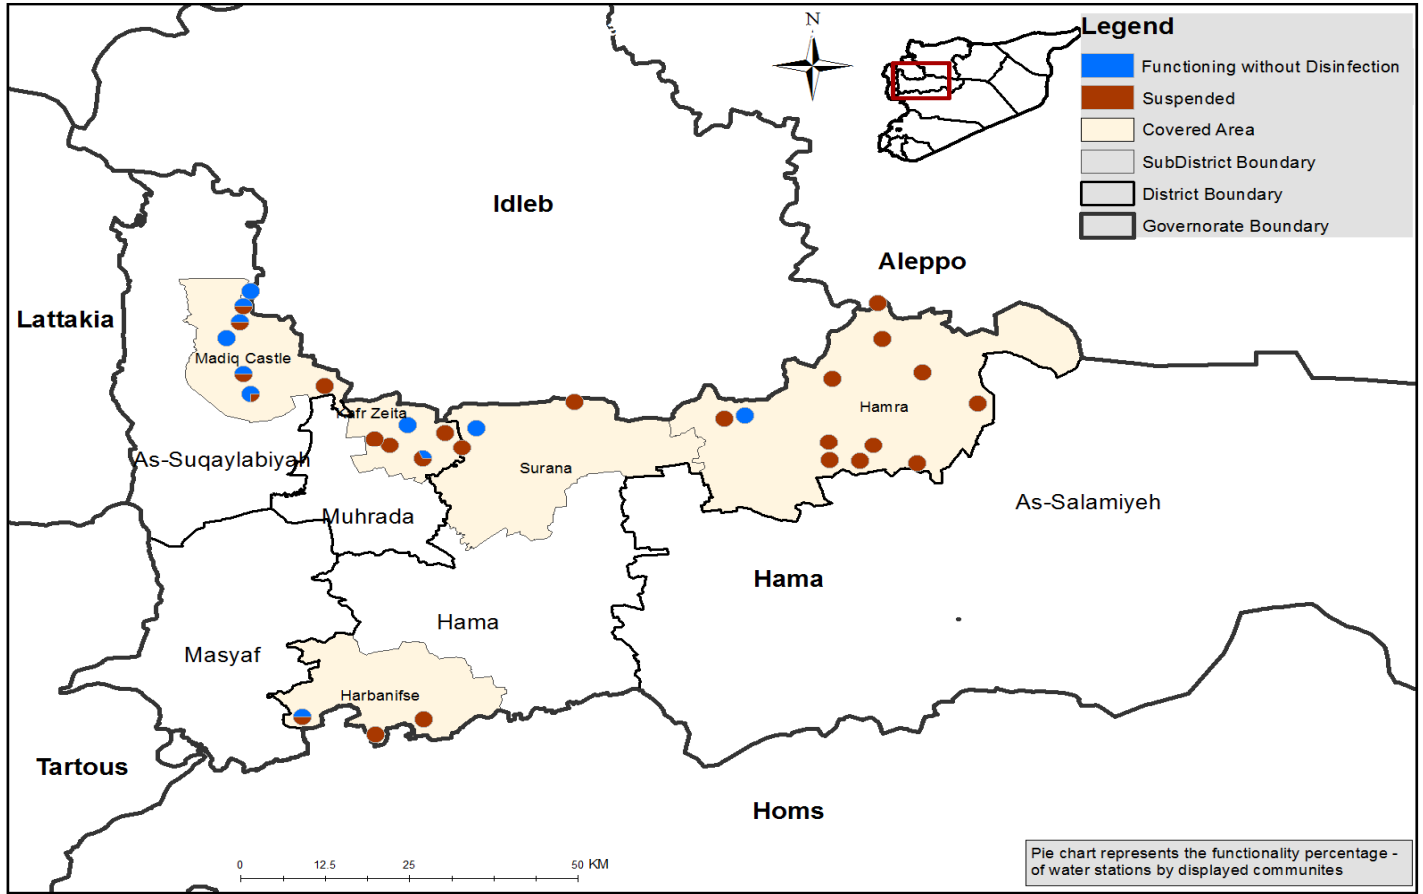 N
Legend
Functioning without Disinfection
Suspended
Covered Area
SubDistrict Boundary
District Boundary
Governorate Boundary
Idleb
Aleppo
Lattakia
Madiq Castle
Hamra
As-Suqaylabiyah
Surana
Muhrada
As-Salamiyeh
Hama
Hama
Masyaf
Harbanifse
Tartous
Homs
0 12.5 25 50 KM
Pie chart represents the functionality percentage -
of water stations by displayed communites